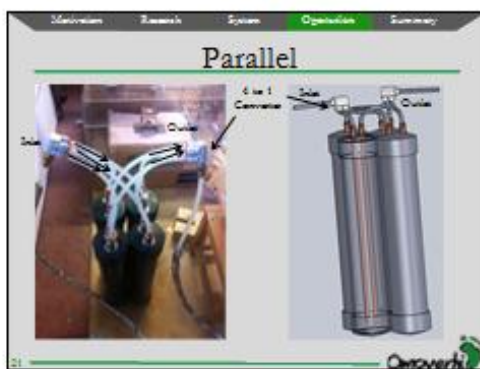 Motivation Research System Operation Summary
Parallel
4 to 1
Converter
Inlet
Outlet
Inlet
Outlet
21